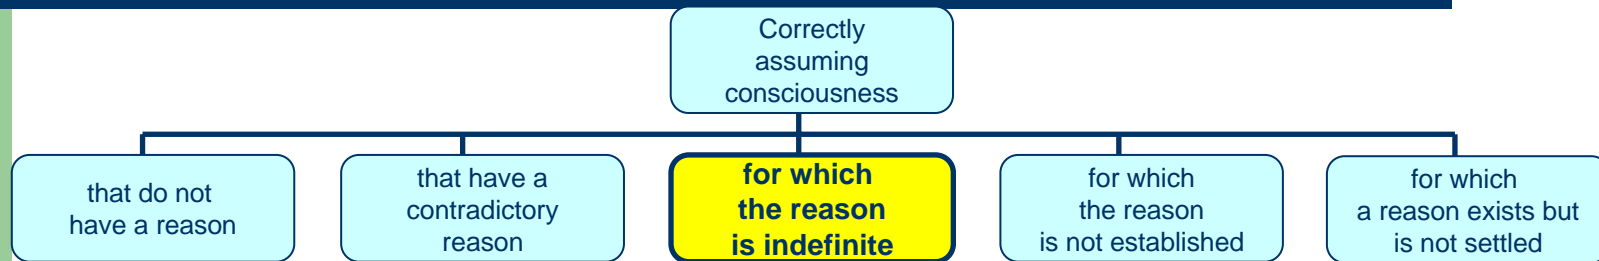 Correctly
assuming
consciousness
that do not
have a reason
that have a
contradictory
reason
for which
the reason
is indefinite
for which
the reason
is not established
for which
a reason exists but
is not settled